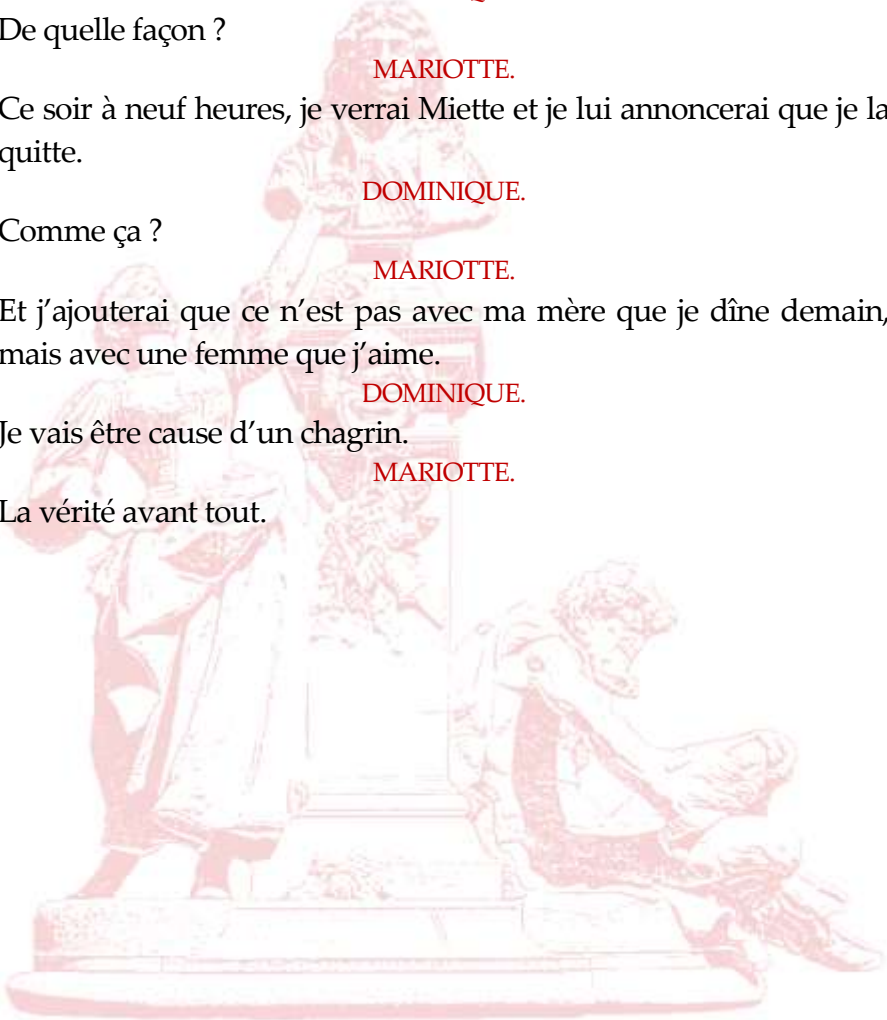 De quelle façon ?
MARIOTTE.
Ce soir à neuf heures, je verrai Miette et je lui annoncerai que je la
quitte.
DOMINIQUE.
Comme ça ?
MARIOTTE.
Et j’ajouterai que ce n’est pas avec ma mère que je dîne demain,
mais avec une femme que j’aime.
DOMINIQUE.
Je vais être cause d’un chagrin.
MARIOTTE.
La vérité avant tout.